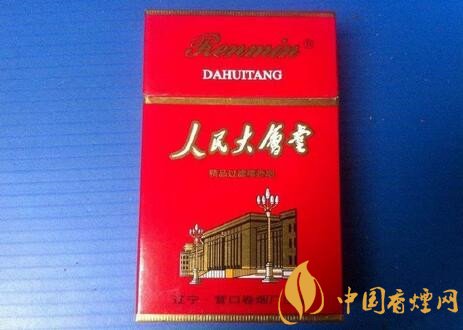 Renmin®
DAHUITANG
人民大會堂
精品过滤嘴香烟
辽宁 营口卷烟厂
中国香烟网